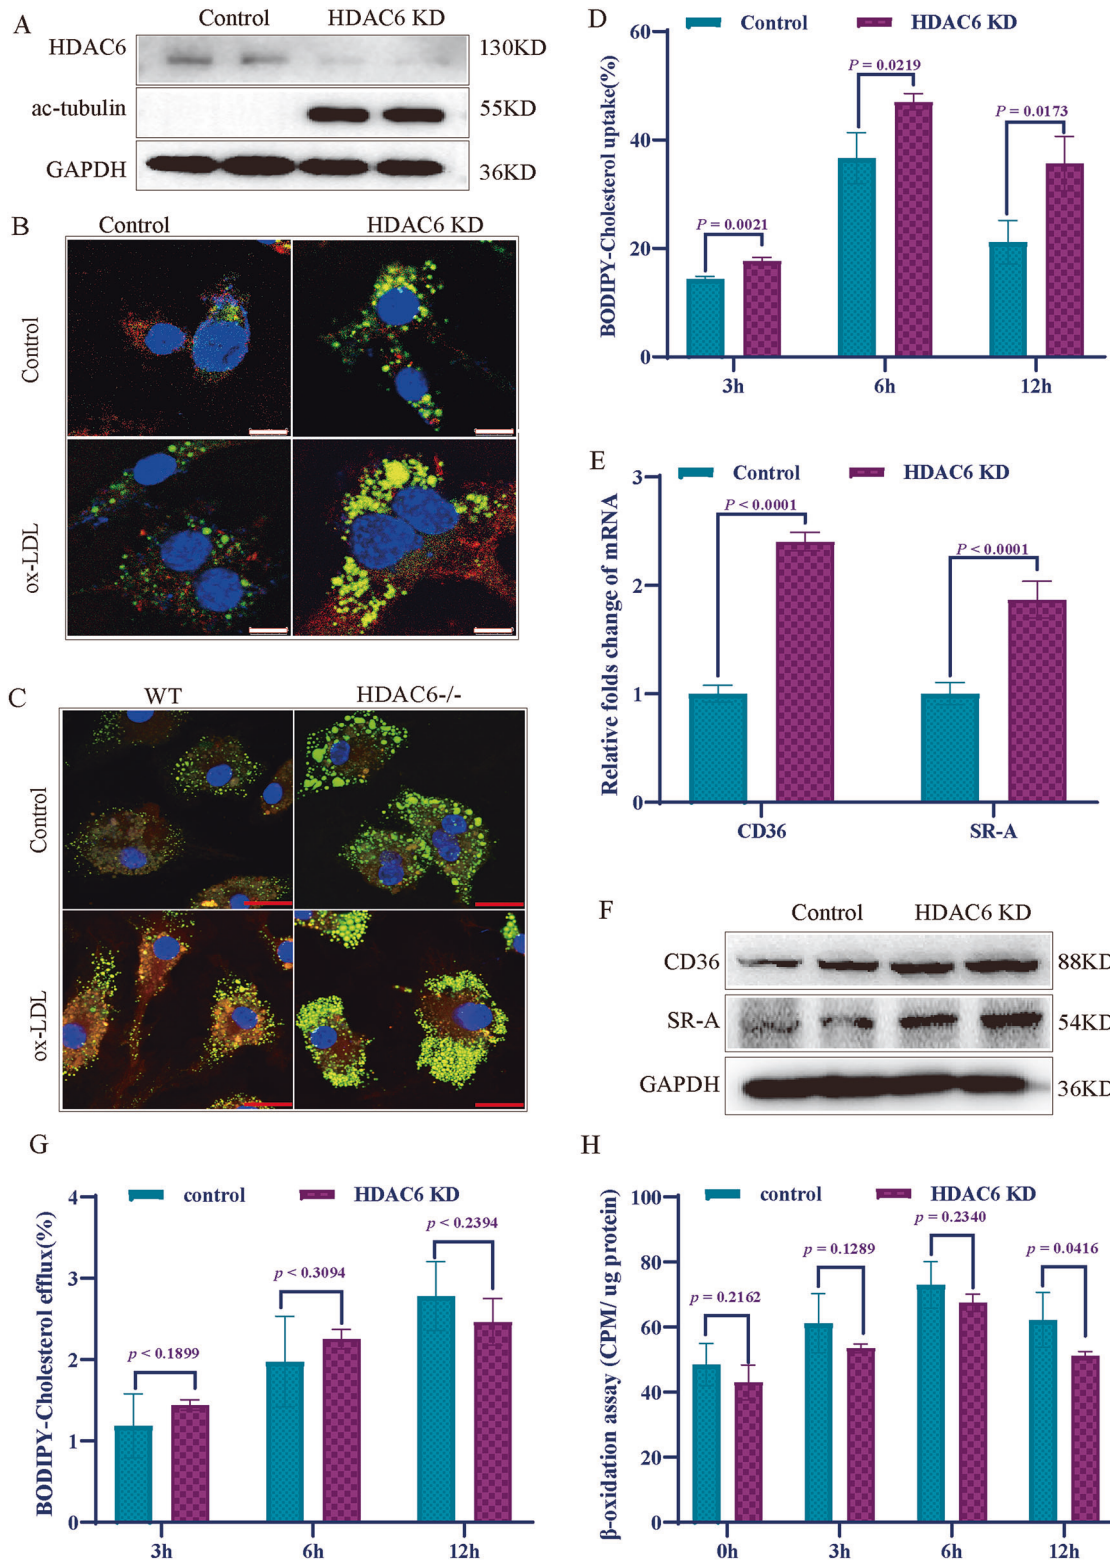 A
Control HDAC6 KD
HDAC6 130KD
ac-tubulin 55KD
GAPDH 36KD
B
Control HDAC6 KD
Control
ox-LDL
C
WT HDAC6-/-
Control
ox-LDL
D
Control HDAC6 KD
BODIPY-Cholesterol uptake(%)
60
40
20
0
P = 0.0021
P = 0.0219
P = 0.0173
3h 6h 12h
E
Control HDAC6 KD
Relative folds change of mRNA
3
2
1
0
P < 0.0001
P < 0.0001
CD36 SR-A
F
Control HDAC6 KD
CD36 88KD
SR-A 54KD
GAPDH 36KD
G
control HDAC6 KD
BODIPY-Cholesterol efflux(%)
4
3
2
1
0
p < 0.1899
p < 0.3094
p < 0.2394
3h 6h 12h
H
control HDAC6 KD
β-oxidation assay (CPM/ ug protein)
100
80
60
40
20
0
p = 0.2162
p = 0.1289
p = 0.2340
p = 0.0416
0h 3h 6h 12h